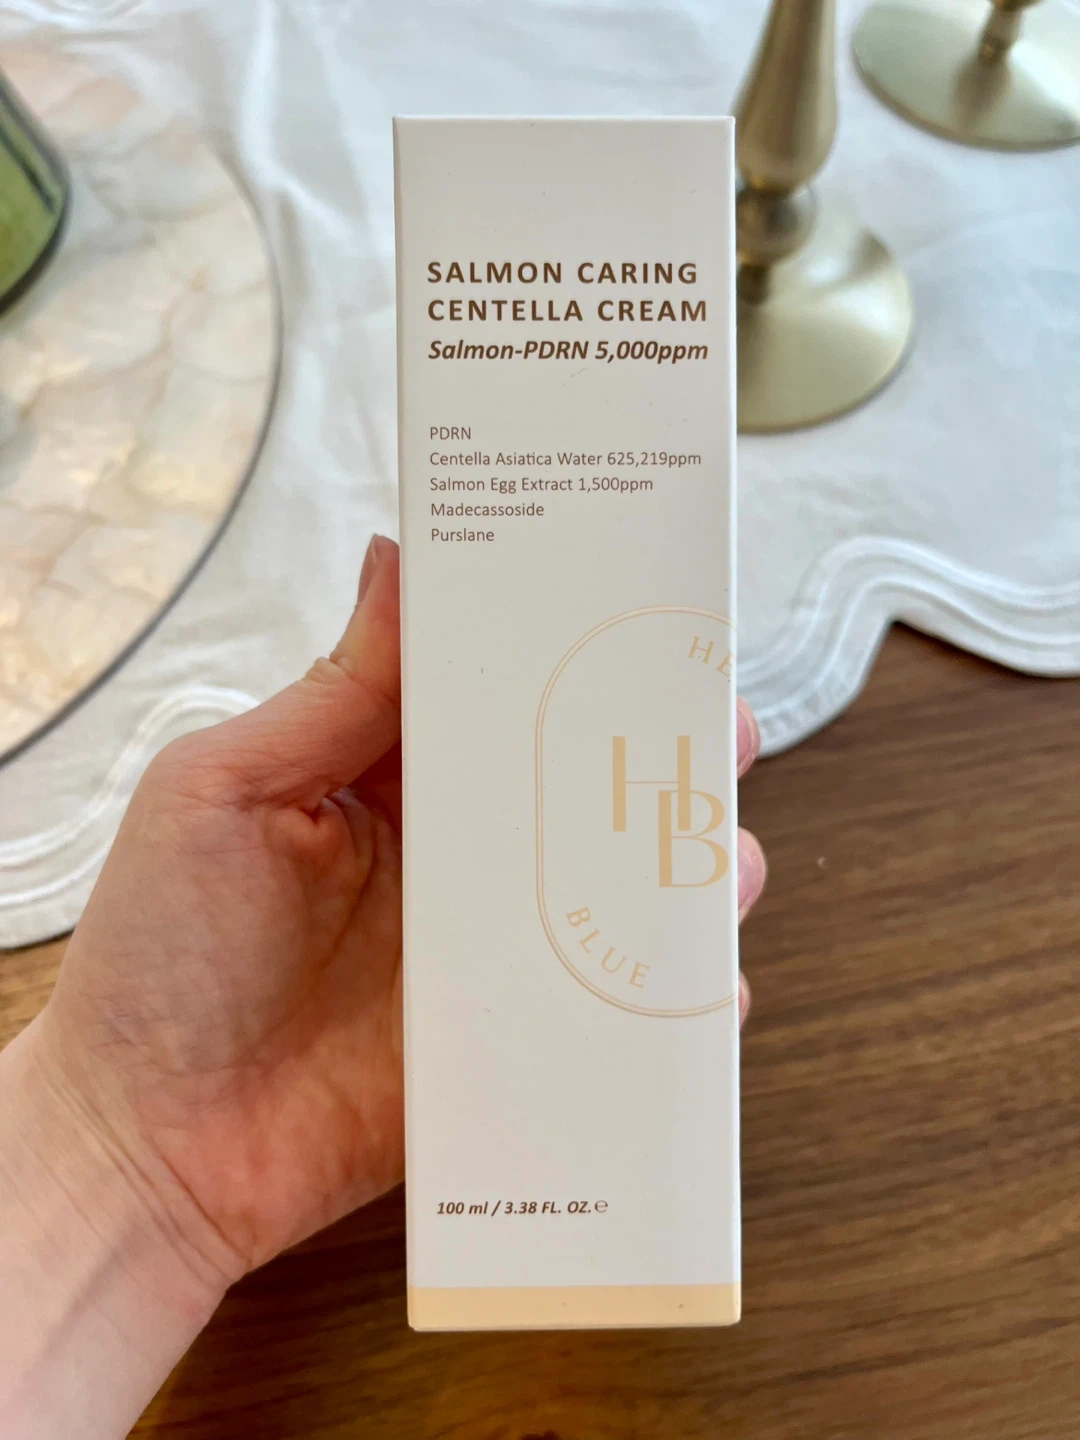 SALMON CARING
CENTELLA CREAM
Salmon-PDRN 5,000ppm
PDRN
Centella Asiatica Water 625,219ppm
Salmon Egg Extract 1,500ppm
Madecassoside
Purslane
HB
BLUE
100 ml / 3.38 FL. OZ. ℮